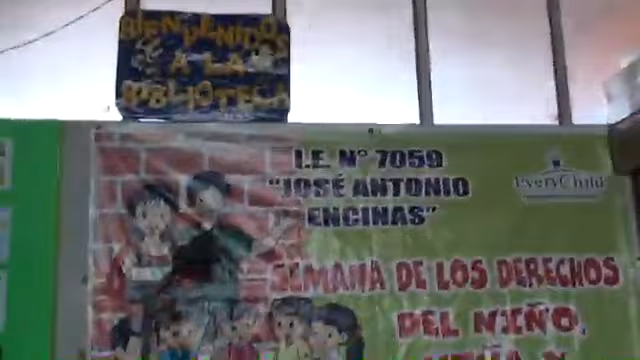 BIENVENIDOS
A LA
BIBLIOTECA
I.E. N° 7059
"JOSÉ ANTONIO
ENCINAS"
EveryChild
SEMANA DE LOS DERECHOS
DEL NIÑO,